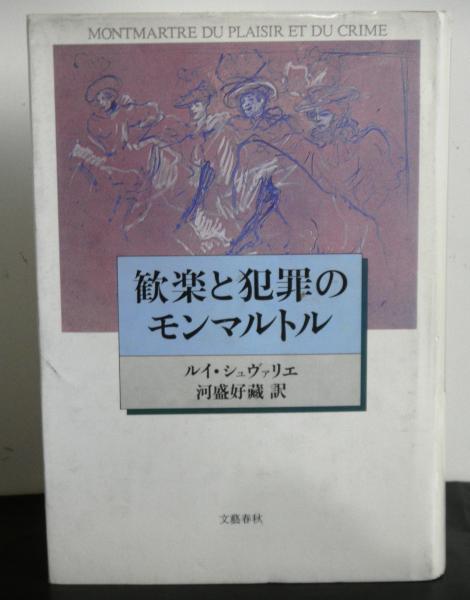 MONTMARTRE DU PLAISIR ET DU CRIME
歓楽と犯罪の
モンマルトル
ルイ・シュヴァリエ
河盛好藏 訳
文藝春秋